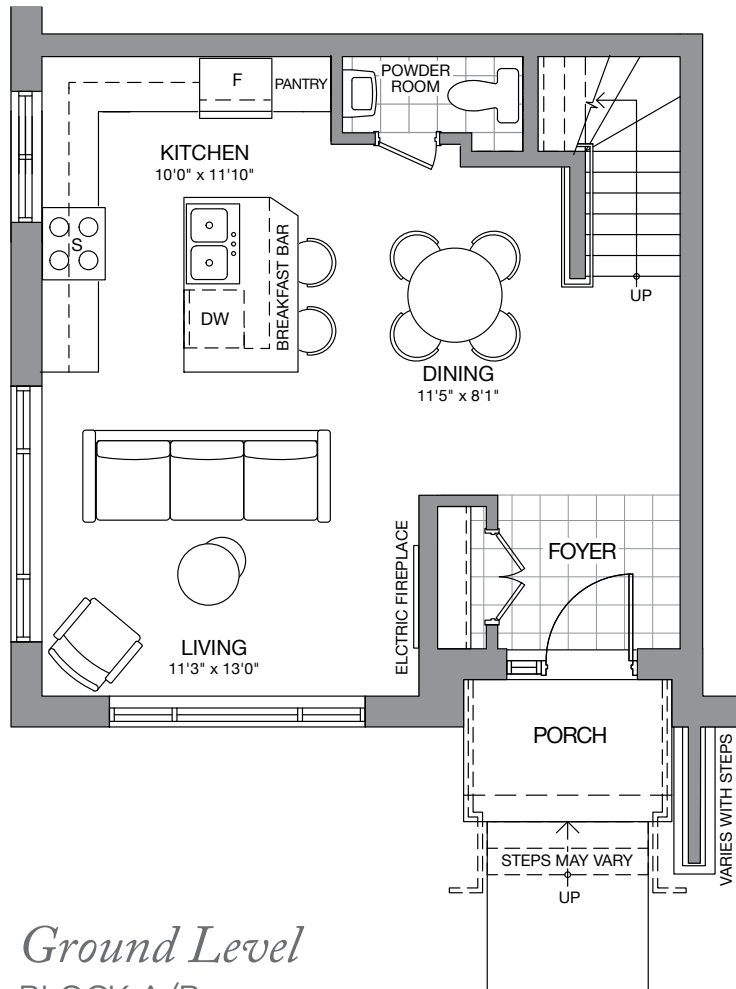 POWDER
ROOM
F
PANTRY
KITCHEN
10'0" x 11'10"
S
BREAKFAST BAR
DW
UP
DINING
11'5" x 8'1"
ELCTRIC FIREPLACE
FOYER
LIVING
11'3" x 13'0"
PORCH
VARIES WITH STEPS
STEPS MAY VARY
UP
Ground Level
BLOCK A/B